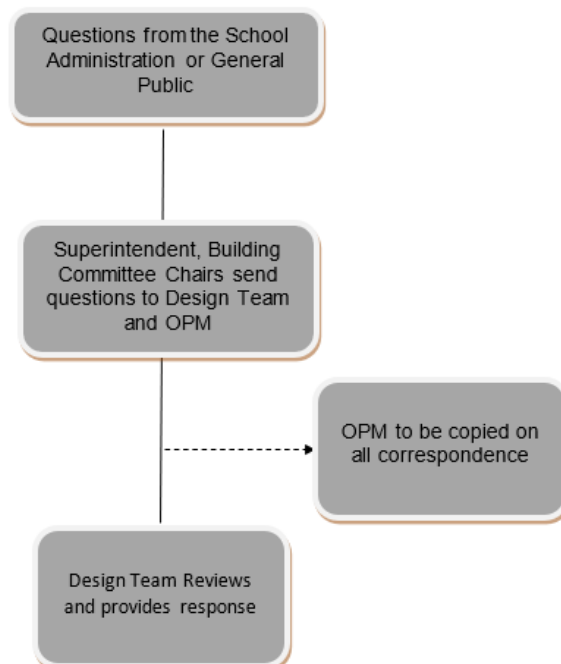 Questions from the School
Administration or General
Public
Superintendent, Building
Committee Chairs send
questions to Design Team
and OPM
OPM to be copied on
all correspondence
Design Team Reviews
and provides response